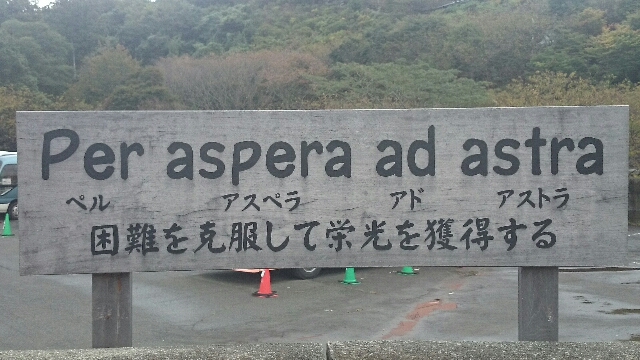 Per aspera ad astra
ペル アスペラ アド アストラ
困難を克服して栄光を獲得する